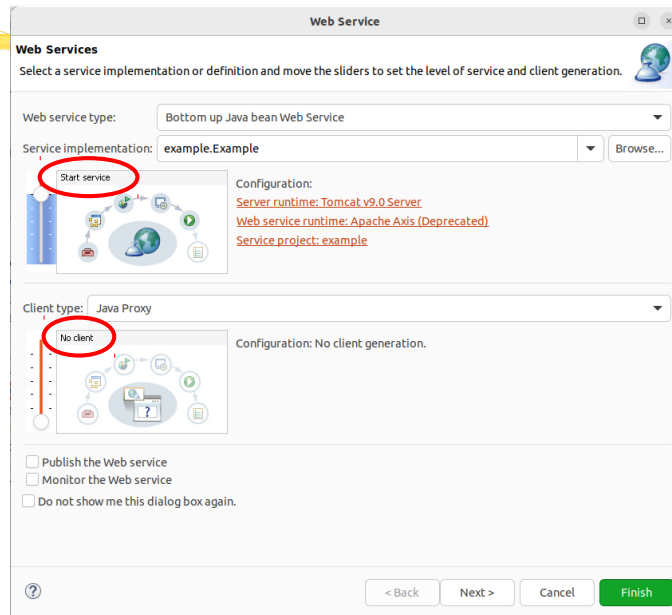 Web Service
Web Services
Select a service implementation or definition and move the sliders to set the level of service and client generation.
Web service type: Bottom up Java bean Web Service
Service implementation: example.Example Browse...
Start service
Configuration:
Server runtime: Tomcat v9.0 Server
Web service runtime: Apache Axis (Deprecated)
Service project: example
Client type: Java Proxy
No client
Configuration: No client generation.
?
Publish the Web service
Monitor the Web service
Do not show me this dialog box again.
? < Back Next > Cancel Finish